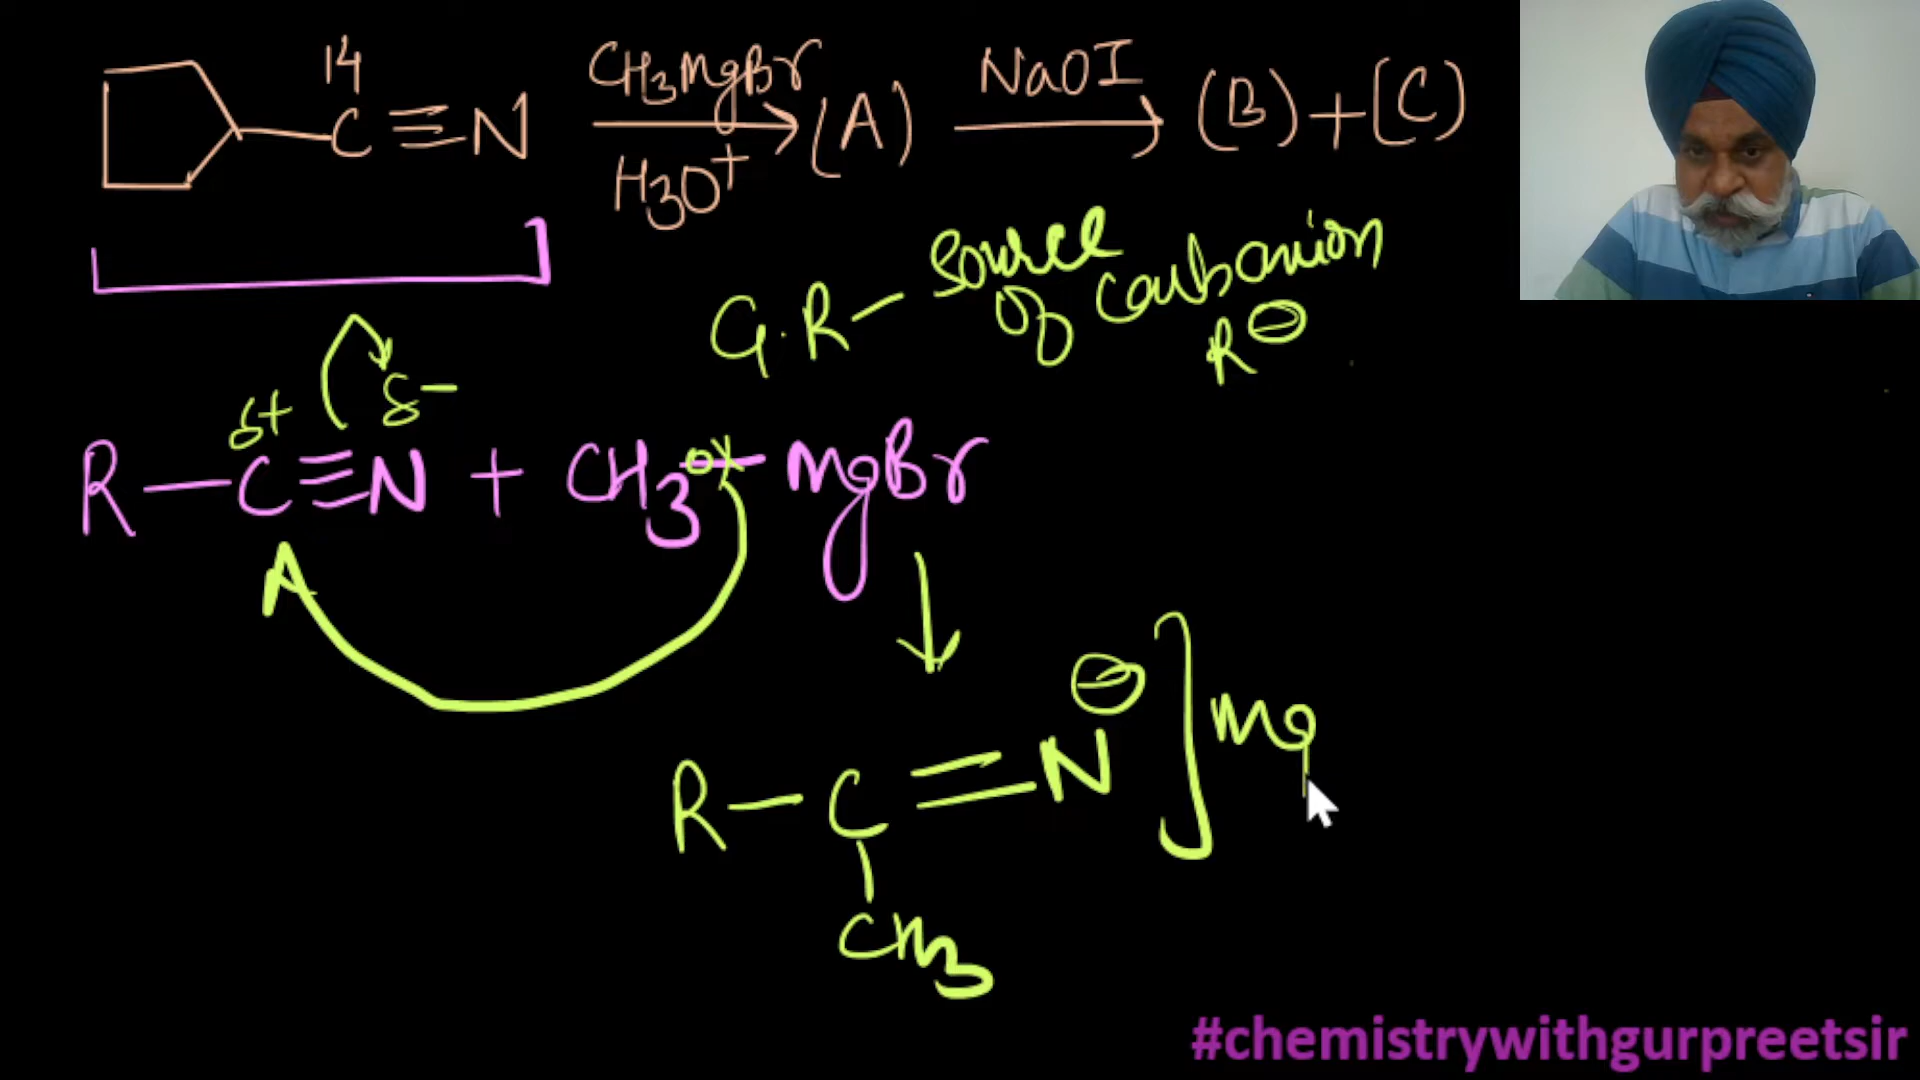 14
C≡N CH3MgBr (A) NaOI (B)+(C)
H3O+
G.R – Source of Carbanion
R⊖
δ+ δ−
R–C≡N + CH3–MgBr
R–C=N⊖]Mg
CH3
#chemistrywithgurpreetsir